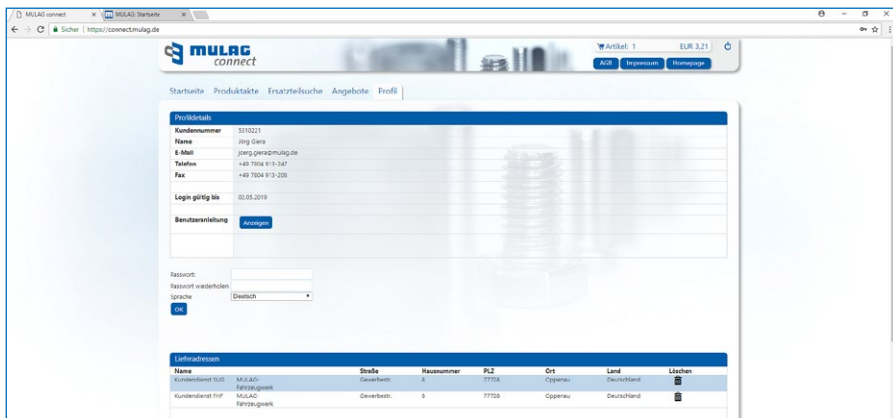 MULAG connect
MULAG: Startseite
Sicher | https://connect.mulag.de
MULAG connect
Artikel: 1 EUR 3,21
AGB Impressum Homepage
Startseite Produktakte Ersatzteilsuche Angebote Profil
Profildetails
Kundennummer 5310221
Name Jörg Giera
E-Mail joerg.giera@mulag.de
Telefon +49 7804 913-247
Fax +49 7804 913-208
Login gültig bis 02.05.2019
Benutzeranleitung Anzeigen
Passwort:
Passwort wiederholen:
Sprache Deutsch
OK
Lieferadressen
Name Straße Hausnummer PLZ Ort Land Löschen
Kundendienst SUG MULAG-Fahrzeugwerk Gewerbestr. 8 77728 Oppenau Deutschland
Kundendienst FHF MULAG-Fahrzeugwerk Gewerbestr. 6 77728 Oppenau Deutschland